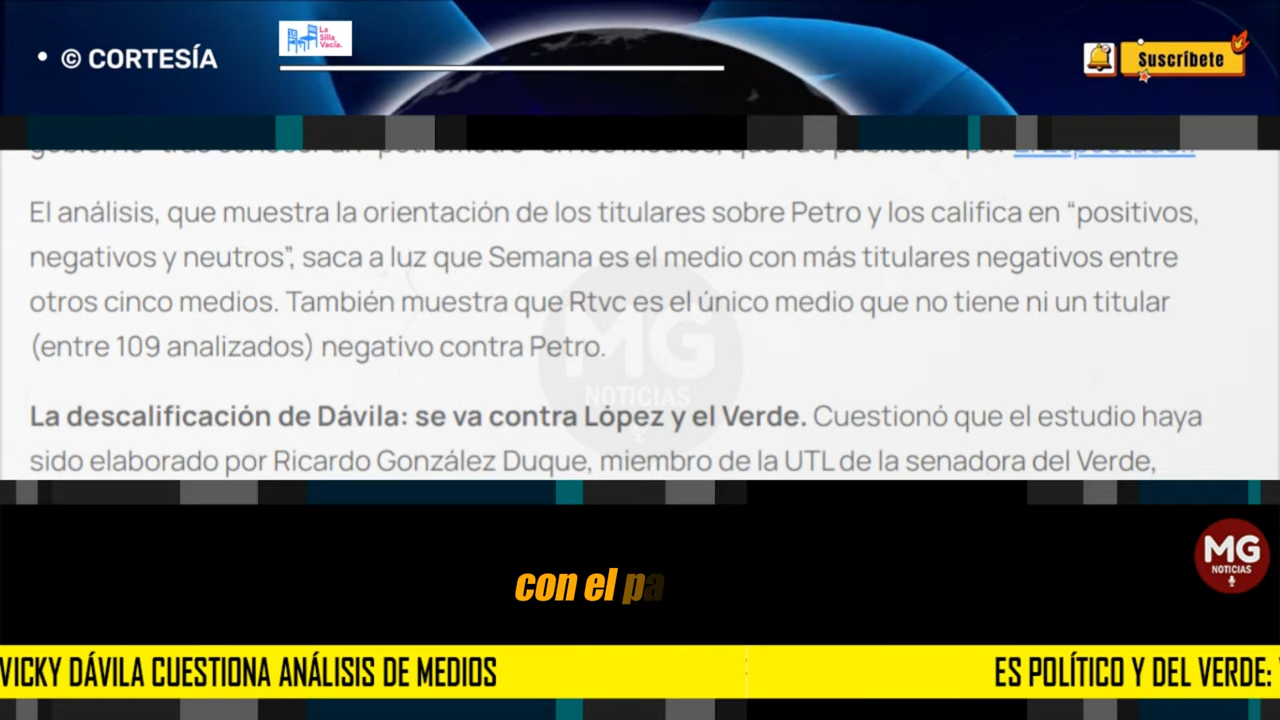 • © CORTESÍA
La
Silla
Vacía.
Suscríbete
El análisis, que muestra la orientación de los titulares sobre Petro y los califica en “positivos,
negativos y neutros”, saca a luz que Semana es el medio con más titulares negativos entre
otros cinco medios. También muestra que Rtvc es el único medio que no tiene ni un titular
(entre 109 analizados) negativo contra Petro.
MG
NOTICIAS
La descalificación de Dávila: se va contra López y el Verde. Cuestionó que el estudio haya
sido elaborado por Ricardo González Duque, miembro de la UTL de la senadora del Verde,
MG
NOTICIAS
con el pa
VICKY DÁVILA CUESTIONA ANÁLISIS DE MEDIOS
ES POLÍTICO Y DEL VERDE: